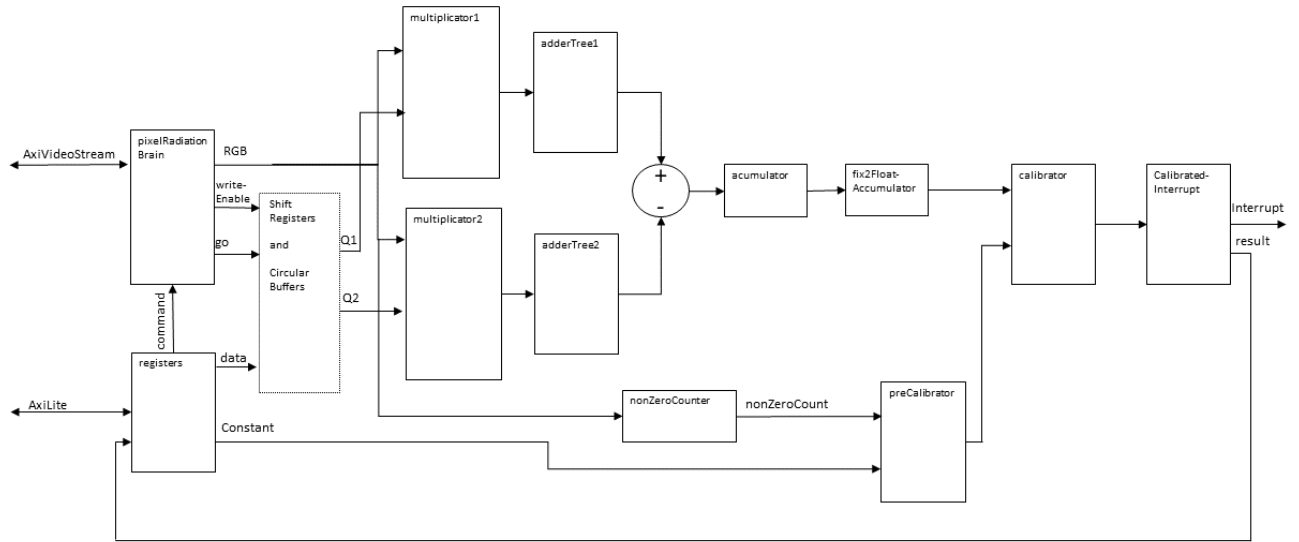 multiplicator1
adderTree1
pixelRadiation
Brain
AxiVideoStream
RGB
write-
Enable
Shift
Registers
and
Circular
Buffers
go
Q1
Q2
multiplicator2
adderTree2
+
-
acumulator
fix2Float-
Accumulator
calibrator
Calibrated-
Interrupt
Interrupt
result
command
registers
data
AxiLite
Constant
nonZeroCounter
nonZeroCount
preCalibrator